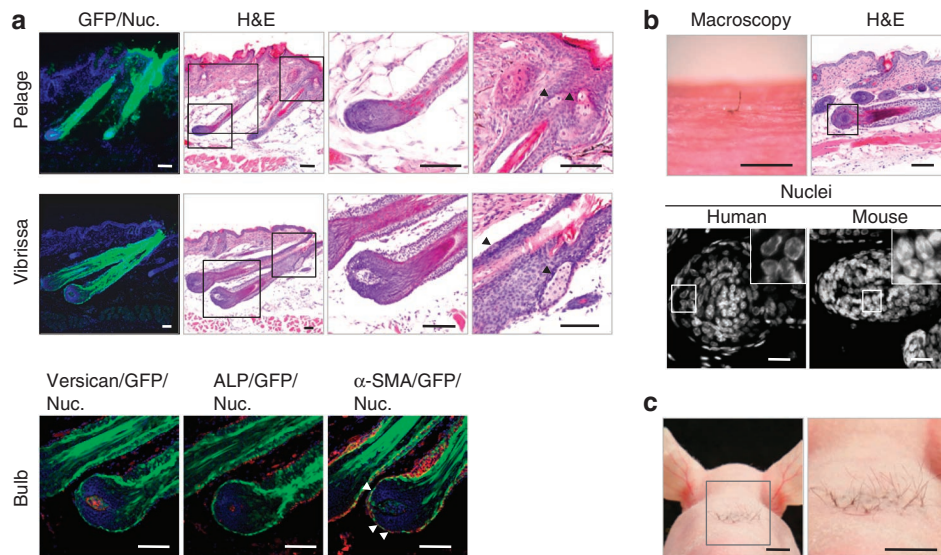 a
GFP/Nuc.
H&E
Pelage
Vibrissa
Versican/GFP/
Nuc.
ALP/GFP/
Nuc.
α-SMA/GFP/
Nuc.
Bulb
b
Macroscopy
H&E
Nuclei
Human
Mouse
c